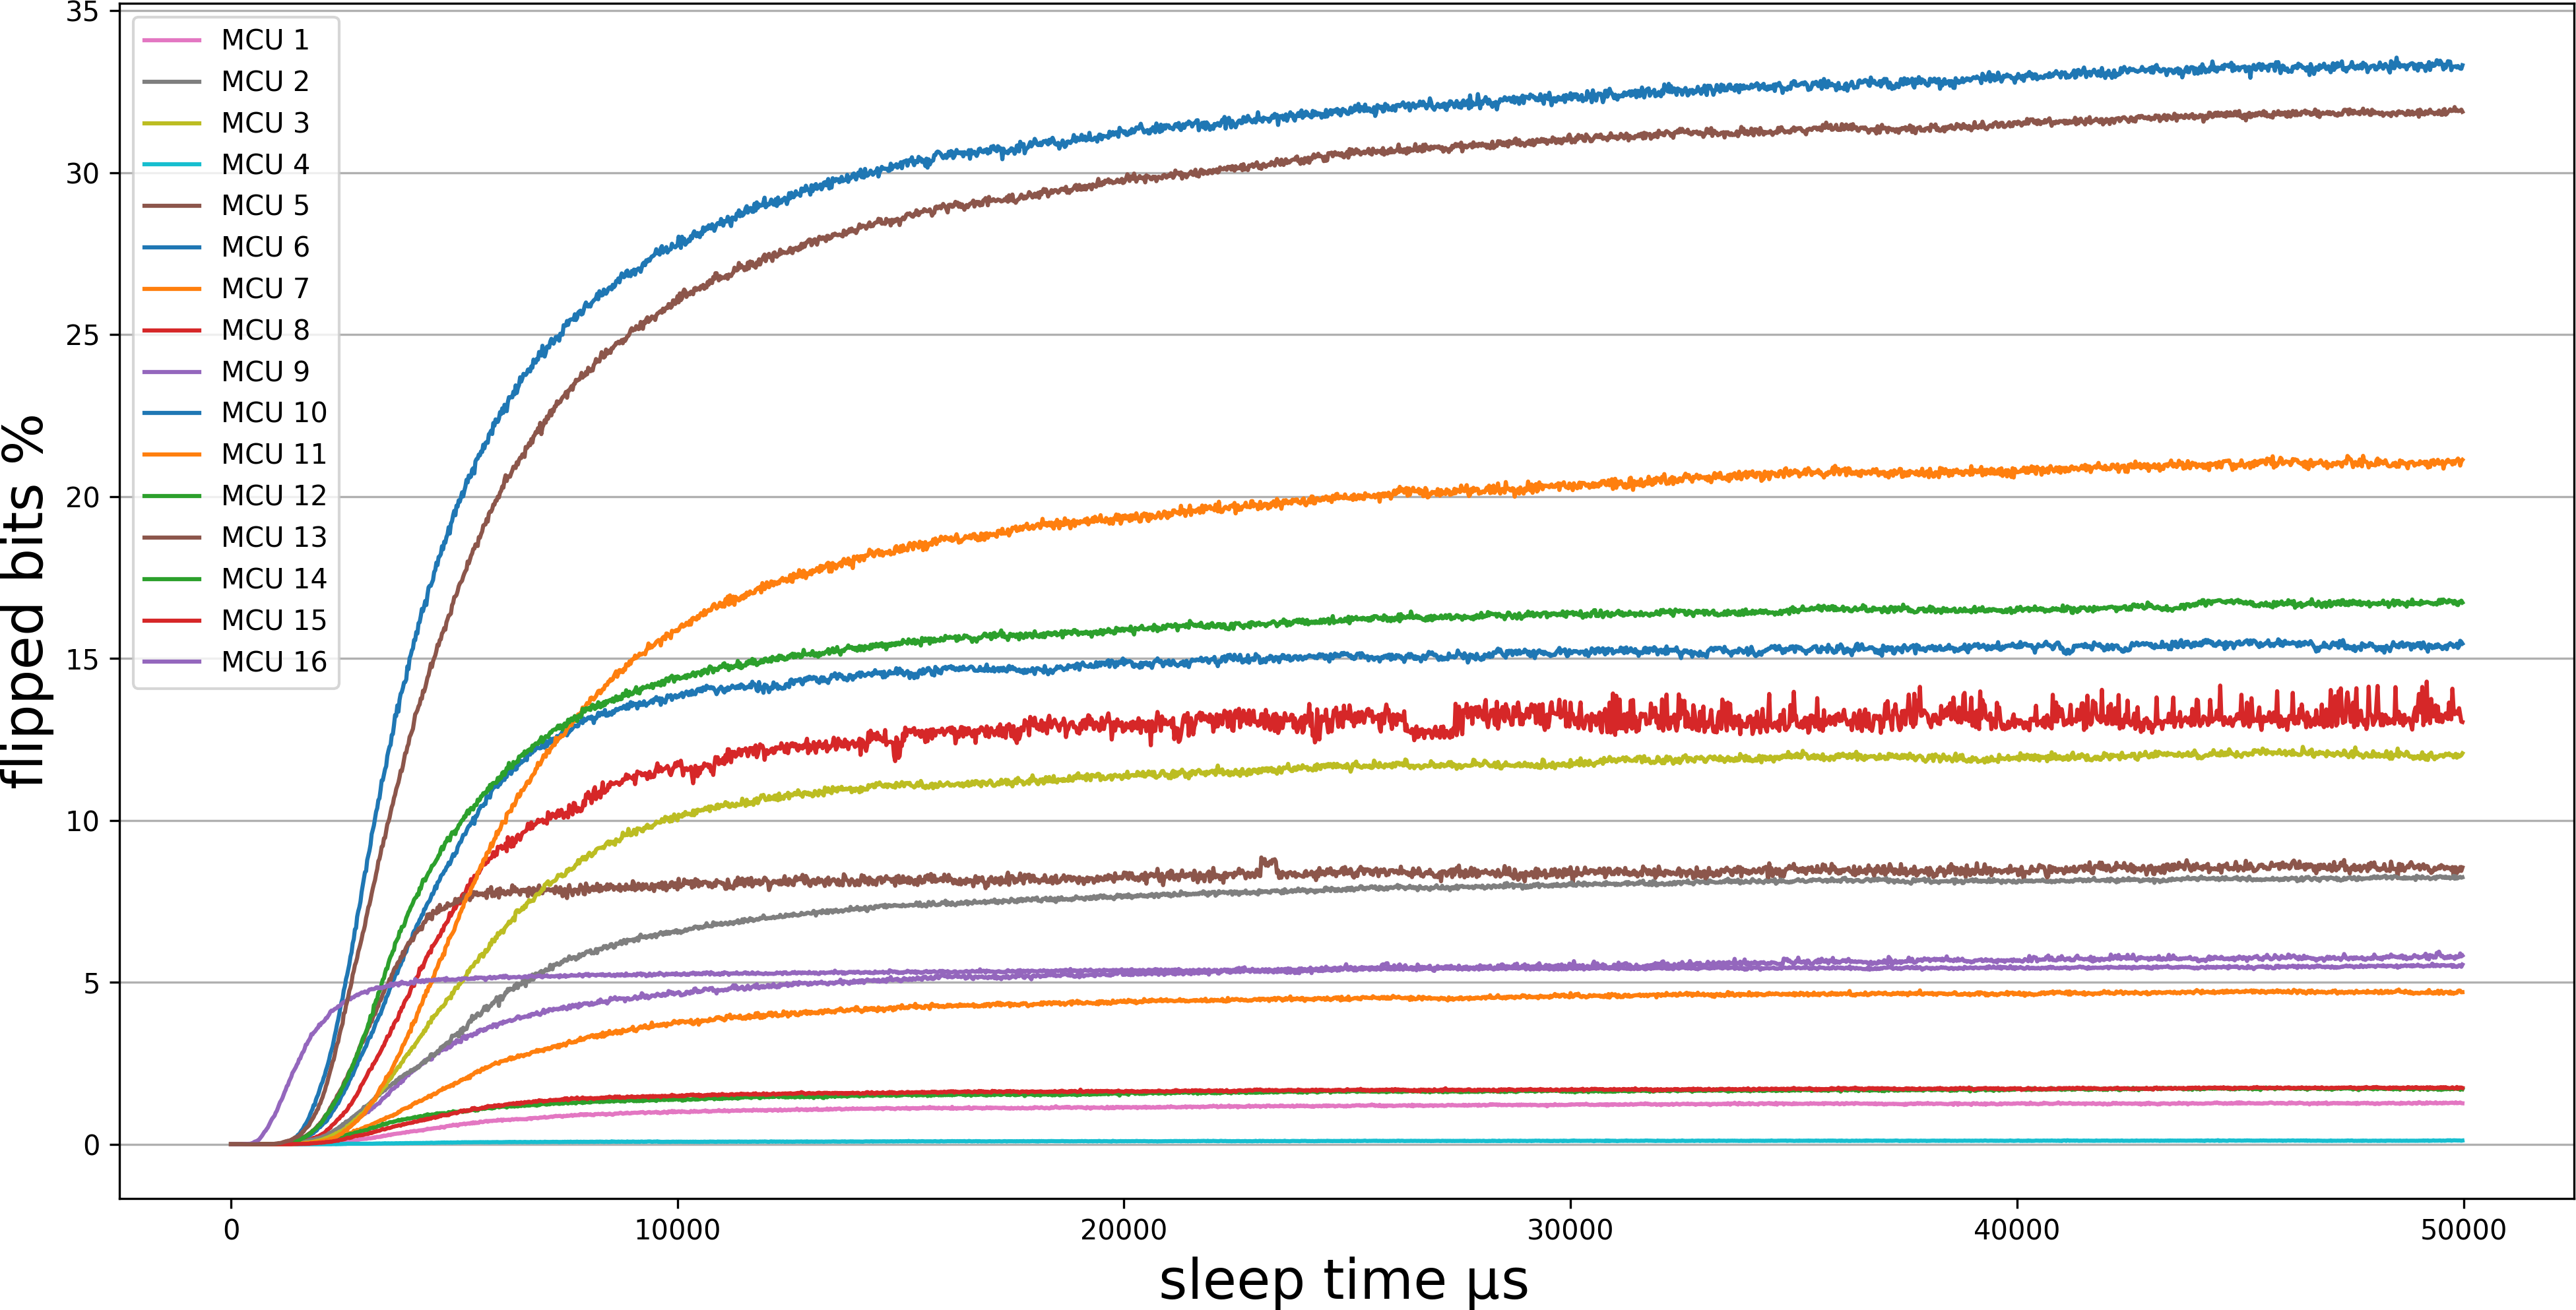 35
30
25
20
15
10
5
0
flipped bits %
MCU 1
MCU 2
MCU 3
MCU 4
MCU 5
MCU 6
MCU 7
MCU 8
MCU 9
MCU 10
MCU 11
MCU 12
MCU 13
MCU 14
MCU 15
MCU 16
0 10000 20000 30000 40000 50000
sleep time µs